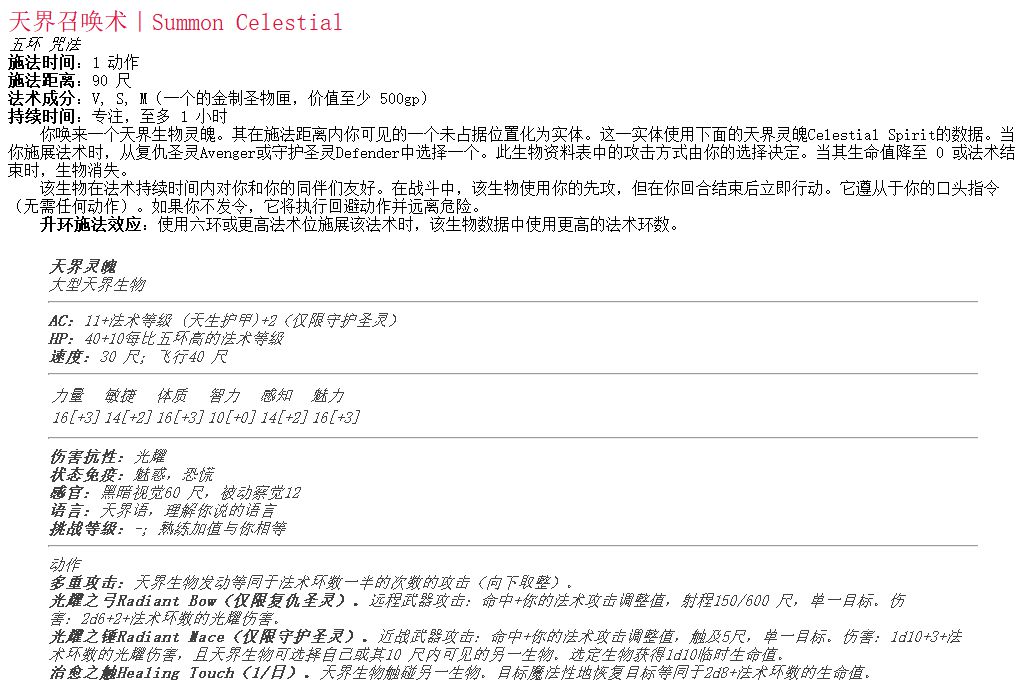 天界召唤术｜Summon Celestial
五环 咒法
施法时间：1 动作
施法距离：90 尺
法术成分：V, S, M（一个的金制圣物匣，价值至少 500gp）
持续时间：专注，至多 1 小时
你唤来一个天界生物灵魄。其在施法距离内你可见的一个未占据位置化为实体。这一实体使用下面的天界灵魄Celestial Spirit的数据。当
你施展法术时，从复仇圣灵Avenger或守护圣灵Defender中选择一个。此生物资料表中的攻击方式由你的选择决定。当其生命值降至 0 或法术结
束时，生物消失。
该生物在法术持续时间内对你和你的同伴们友好。在战斗中，该生物使用你的先攻，但在你回合结束后立即行动。它遵从于你的口头指令
（无需任何动作）。如果你不发令，它将执行回避动作并远离危险。
升环施法效应：使用六环或更高法术位施展该法术时，该生物数据中使用更高的法术环数。
天界灵魄
大型天界生物
AC：11+法术等级 (天生护甲)+2（仅限守护圣灵）
HP：40+10每比五环高的法术等级
速度：30 尺; 飞行40 尺
力量 敏捷 体质 智力 感知 魅力
16[+3] 14[+2] 16[+3] 10[+0] 14[+2] 16[+3]
伤害抗性：光耀
状态免疫：魅惑，恐慌
感官：黑暗视觉60 尺，被动察觉12
语言：天界语，理解你说的语言
挑战等级：-; 熟练加值与你相等
动作
多重攻击：天界生物发动等同于法术环数一半的次数的攻击（向下取整）。
光耀之弓Radiant Bow（仅限复仇圣灵）。远程武器攻击：命中+你的法术攻击调整值，射程150/600 尺，单一目标。伤
害：2d6+2+法术环数的光耀伤害。
光耀之锤Radiant Mace（仅限守护圣灵）。近战武器攻击：命中+你的法术攻击调整值，触及5尺，单一目标。伤害：1d10+3+法
术环数的光耀伤害，且天界生物可选择自己或其10 尺内可见的另一生物。选定生物获得1d10临时生命值。
治愈之触Healing Touch（1/日）。天界生物触碰另一生物。目标魔法性地恢复目标等同于2d8+法术环数的生命值。